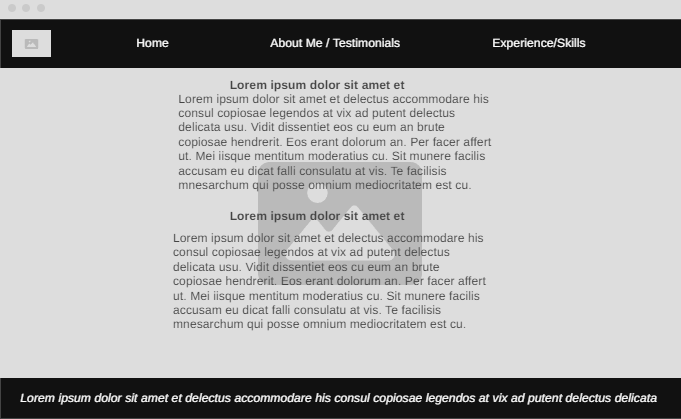 Home About Me / Testimonials Experience/Skills
Lorem ipsum dolor sit amet et
Lorem ipsum dolor sit amet et delectus accommodare his
consul copiosae legendos at vix ad putent delectus
delicata usu. Vidit dissentiet eos cu eum an brute
copiosae hendrerit. Eos erant dolorum an. Per facer affert
ut. Mei iisque mentitum moderatius cu. Sit munere facilis
accusam eu dicat falli consulatu at vis. Te facilisis
mnesarchum qui posse omnium mediocritatem est cu.
Lorem ipsum dolor sit amet et
Lorem ipsum dolor sit amet et delectus accommodare his
consul copiosae legendos at vix ad putent delectus
delicata usu. Vidit dissentiet eos cu eum an brute
copiosae hendrerit. Eos erant dolorum an. Per facer affert
ut. Mei iisque mentitum moderatius cu. Sit munere facilis
accusam eu dicat falli consulatu at vis. Te facilisis
mnesarchum qui posse omnium mediocritatem est cu.
Lorem ipsum dolor sit amet et delectus accommodare his consul copiosae legendos at vix ad putent delectus delicata